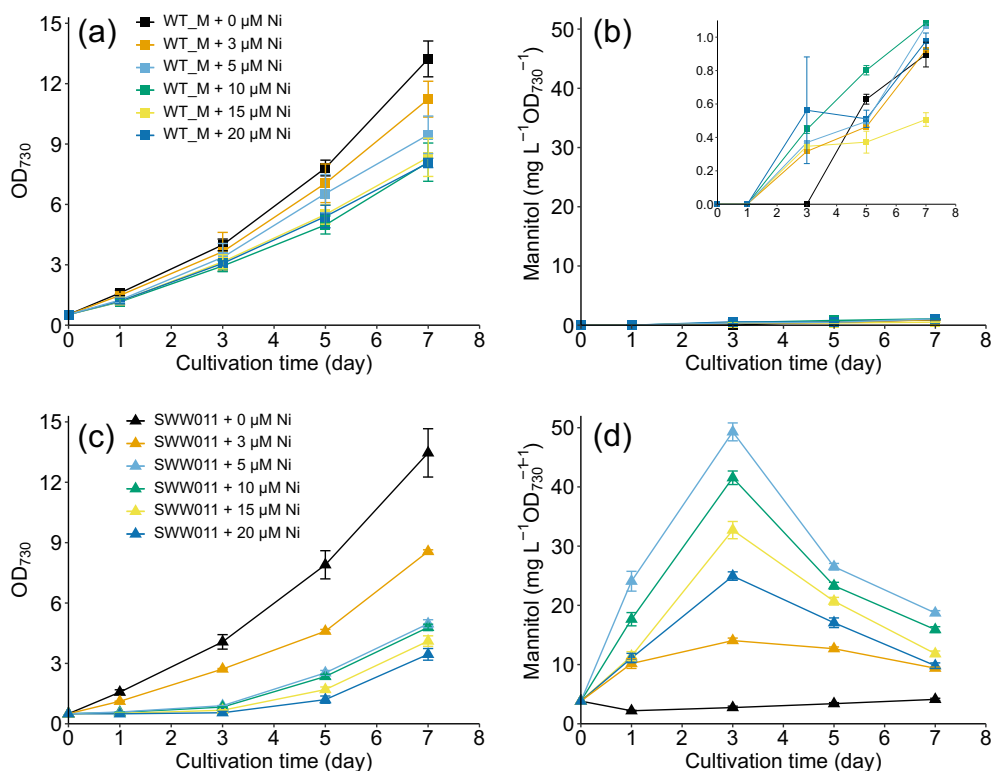 (a)
WT_M + 0 µM Ni
WT_M + 3 µM Ni
WT_M + 5 µM Ni
WT_M + 10 µM Ni
WT_M + 15 µM Ni
WT_M + 20 µM Ni
15
12
9
6
3
0
OD730
0 1 2 3 4 5 6 7 8
Cultivation time (day)
(b)
50
40
30
20
10
0
Mannitol (mg L⁻¹OD730⁻¹)
1.0
0.8
0.6
0.4
0.2
0.0
0 1 2 3 4 5 6 7 8
0 1 2 3 4 5 6 7 8
Cultivation time (day)
(c)
SWW011 + 0 µM Ni
SWW011 + 3 µM Ni
SWW011 + 5 µM Ni
SWW011 + 10 µM Ni
SWW011 + 15 µM Ni
SWW011 + 20 µM Ni
15
12
9
6
3
0
OD730
0 1 2 3 4 5 6 7 8
Cultivation time (day)
(d)
50
40
30
20
10
0
Mannitol (mg L⁻¹OD730⁻¹⁻¹)
0 1 2 3 4 5 6 7 8
Cultivation time (day)